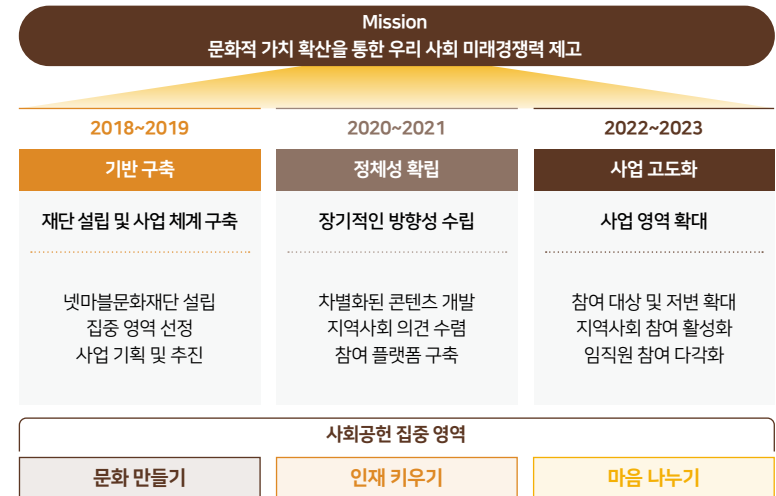 Mission
문화적 가치 확산을 통한 우리 사회 미래경쟁력 제고
2018~2019
기반 구축
재단 설립 및 사업 체계 구축
넷마블문화재단 설립
집중 영역 선정
사업 기획 및 추진
2020~2021
정체성 확립
장기적인 방향성 수립
차별화된 콘텐츠 개발
지역사회 의견 수렴
참여 플랫폼 구축
2022~2023
사업 고도화
사업 영역 확대
참여 대상 및 저변 확대
지역사회 참여 활성화
임직원 참여 다각화
사회공헌 집중 영역
문화 만들기
인재 키우기
마음 나누기